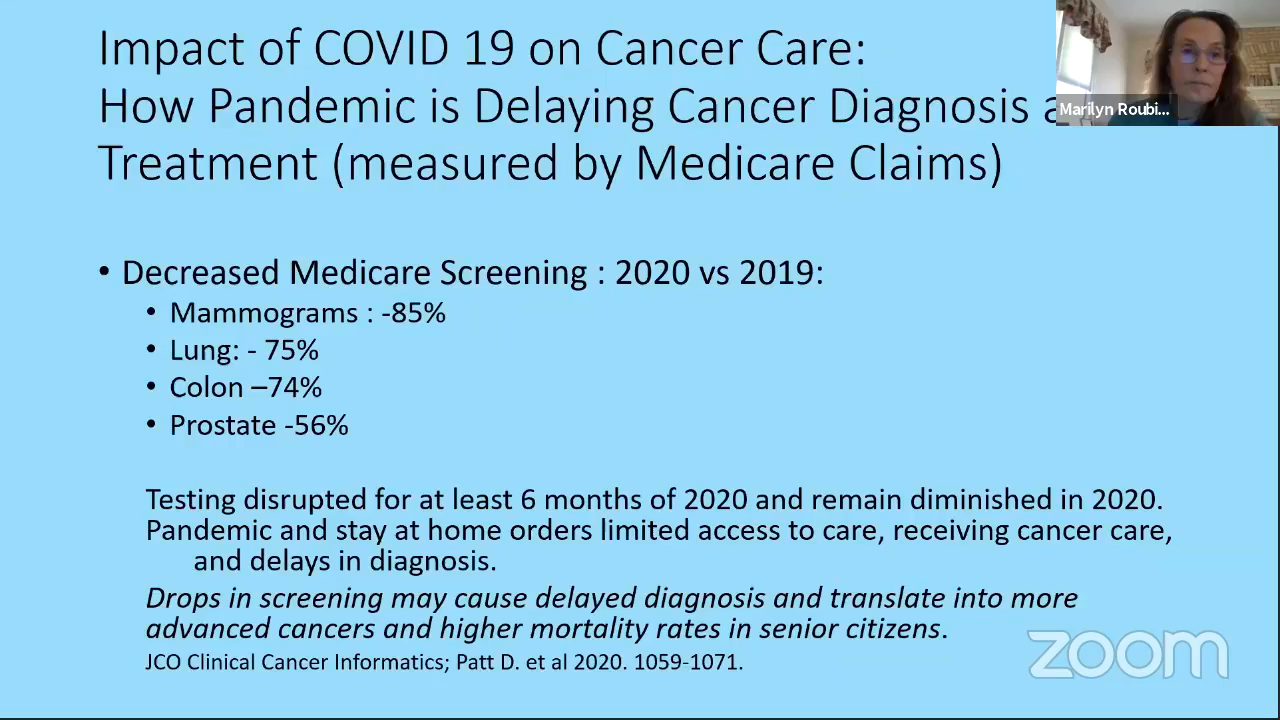 Impact of COVID 19 on Cancer Care:
How Pandemic is Delaying Cancer Diagnosis a
Treatment (measured by Medicare Claims)
Marilyn Roubi...
• Decreased Medicare Screening : 2020 vs 2019:
• Mammograms : -85%
• Lung: - 75%
• Colon –74%
• Prostate -56%
Testing disrupted for at least 6 months of 2020 and remain diminished in 2020.
Pandemic and stay at home orders limited access to care, receiving cancer care,
and delays in diagnosis.
Drops in screening may cause delayed diagnosis and translate into more
advanced cancers and higher mortality rates in senior citizens.
JCO Clinical Cancer Informatics; Patt D. et al 2020. 1059-1071.
zoom